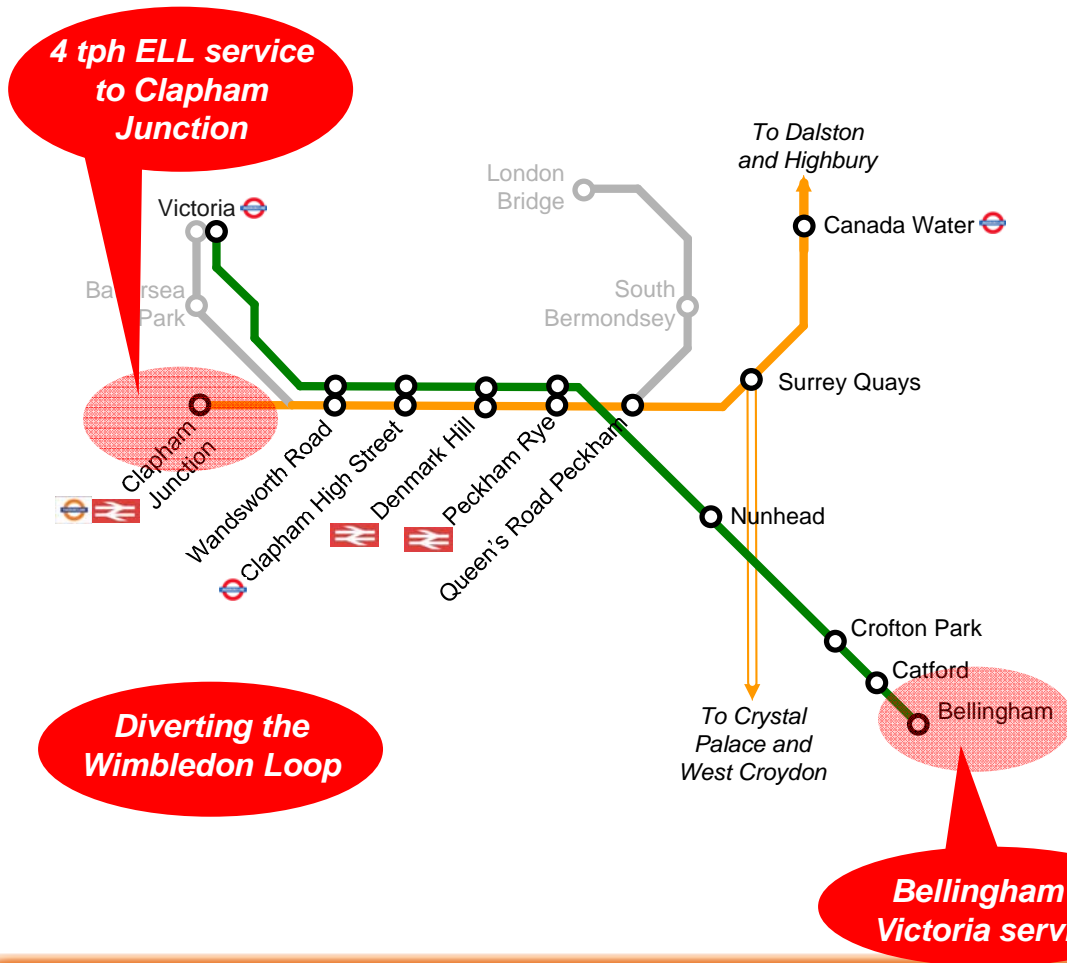 4 tph ELL service
to Clapham
Junction
To Dalston
and Highbury
London
Bridge
Victoria
Canada Water
South
Bermondsey
Park
Surrey Quays
Clapham
Junction
Wandsworth Road
Clapham High Street
Denmark Hill
Peckham Rye
Queen's Road Peckham
Nunhead
Crofton Park
Catford
Bellingham
To Crystal
Palace and
West Croydon
Diverting the
Wimbledon Loop
Bellingham
Victoria